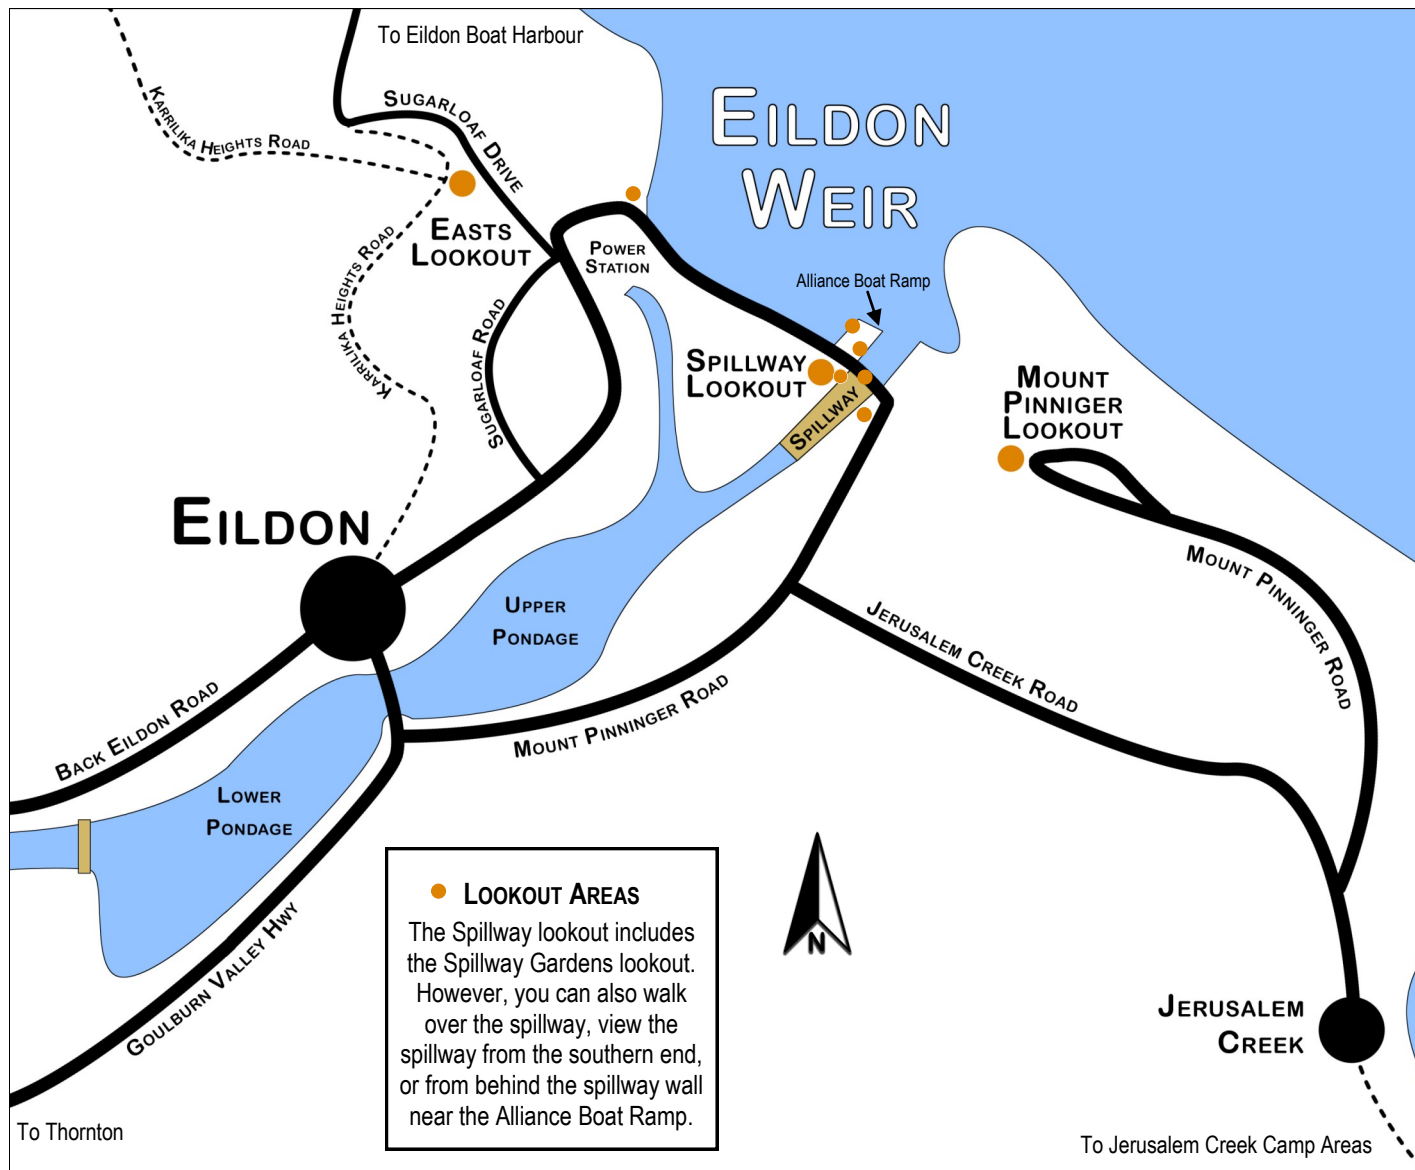 To Eildon Boat Harbour
KARRILIKA HEIGHTS ROAD
SUGARLOAF DRIVE
EILDON
WEIR
EASTS
LOOKOUT
POWER
STATION
Alliance Boat Ramp
KARRILIKA HEIGHTS ROAD
SUGARLOAF ROAD
SPILLWAY
LOOKOUT
SPILLWAY
MOUNT
PINNIGER
LOOKOUT
EILDON
MOUNT PINNINGER ROAD
UPPER
PONDAGE
JERUSALEM CREEK ROAD
BACK EILDON ROAD
MOUNT PINNINGER ROAD
LOWER
PONDAGE
GOULBURN VALLEY HWY
LOOKOUT AREAS
The Spillway lookout includes
the Spillway Gardens lookout.
However, you can also walk
over the spillway, view the
spillway from the southern end,
or from behind the spillway wall
near the Alliance Boat Ramp.
N
JERUSALEM
CREEK
To Thornton
To Jerusalem Creek Camp Areas